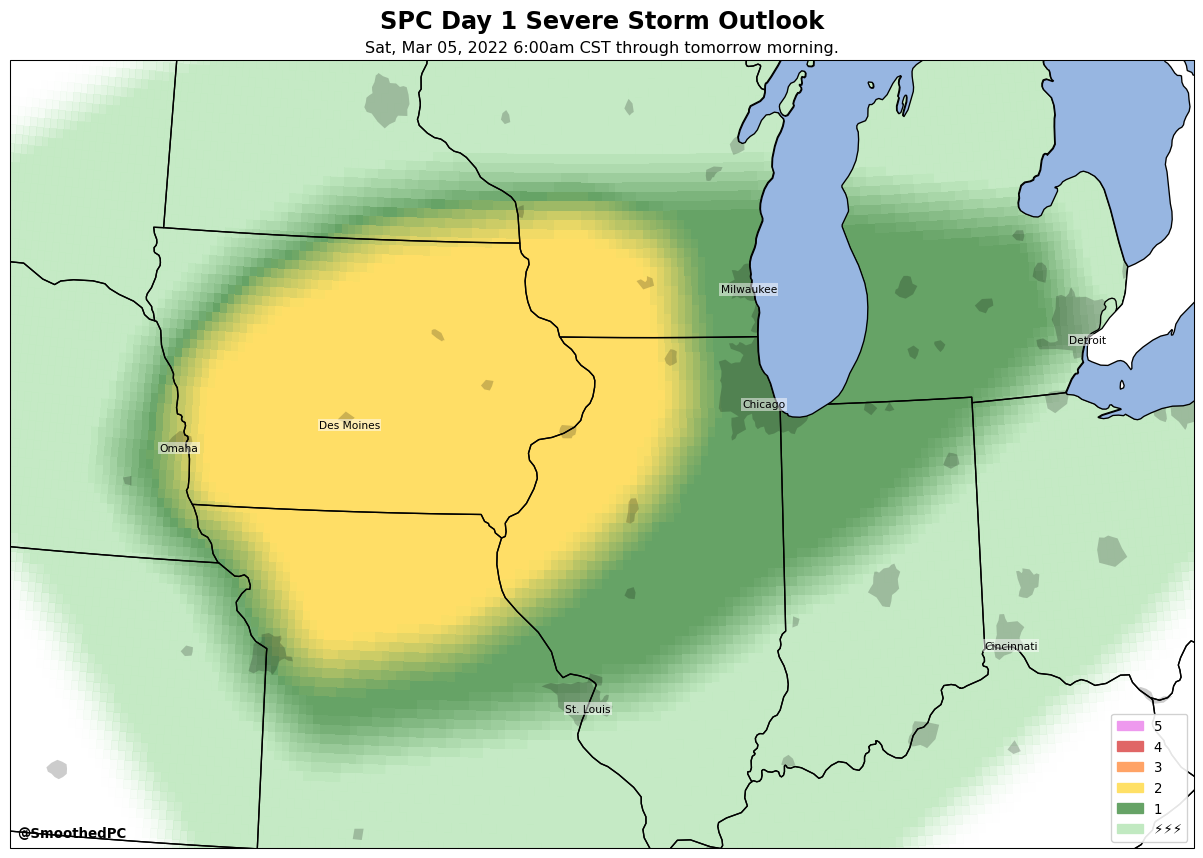 SPC Day 1 Severe Storm Outlook
Sat, Mar 05, 2022 6:00am CST through tomorrow morning.
Milwaukee
Detroit
Chicago
Des Moines
Omaha
Cincinnati
St. Louis
5
4
3
2
1
⚡⚡⚡
@SmoothedPC